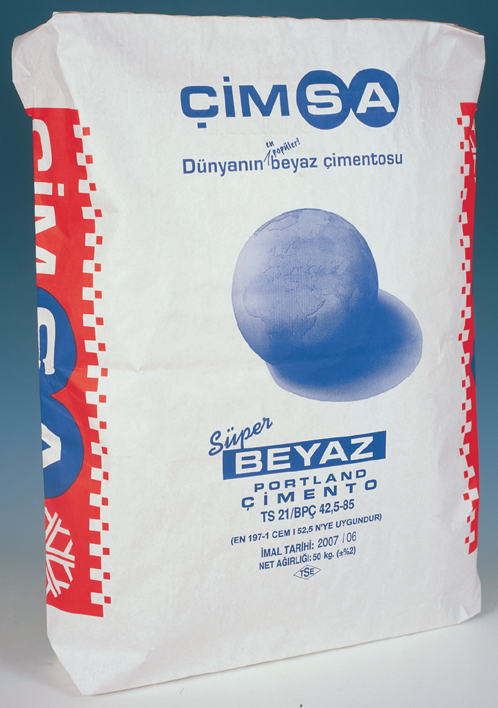 ÇİMSA
en popüleri
Dünyanın beyaz çimentosu
Süper
BEYAZ
PORTLAND
ÇİMENTO
TS 21/BPÇ 42,5-85
(EN 197-1 CEM I 52,5 N'YE UYGUNDUR)
İMAL TARİHİ: 2007 / 06
NET AĞIRLIĞI: 50 kg. (±%2)
TSE
ÇİMSA